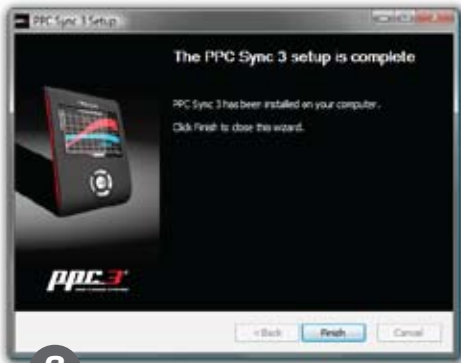 PPC Sync 3 Setup
The PPC Sync 3 setup is complete
PPC Sync 3 has been installed on your computer.
Click Finish to close this wizard.
ppc3
< Back
Finish
Cancel